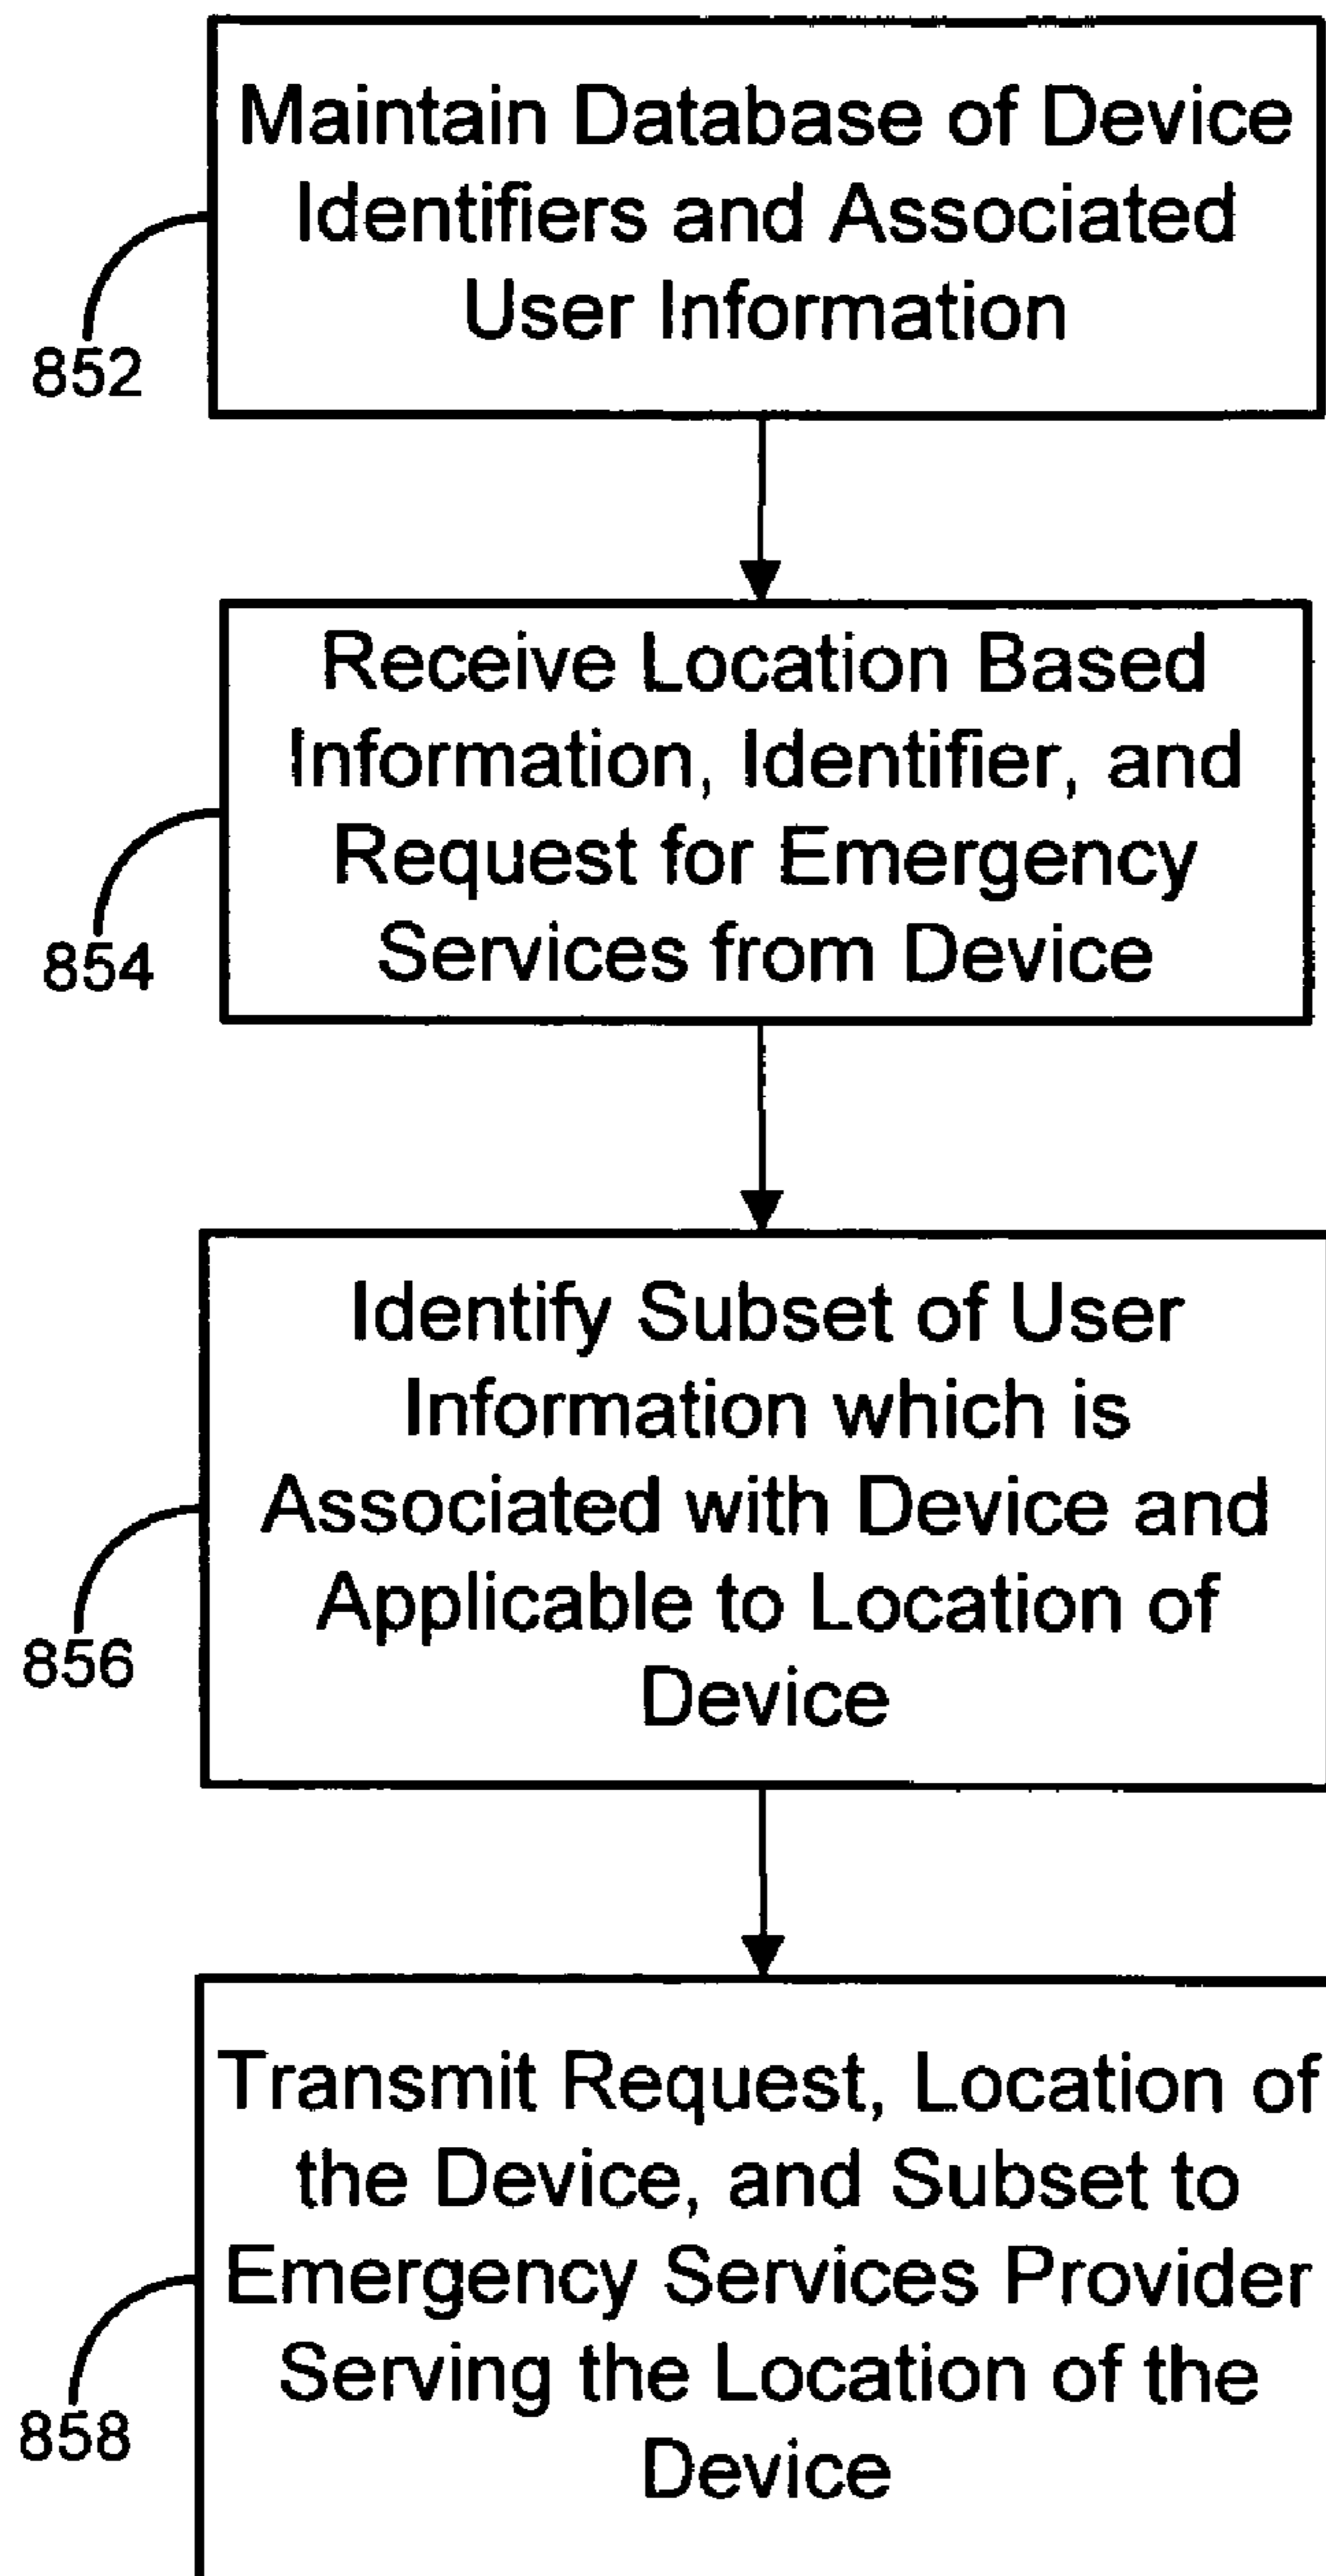 Maintain Database of Device
Identifiers and Associated
User Information
852
Receive Location Based
Information, Identifier, and
Request for Emergency
Services from Device
854
Identify Subset of User
Information which is
Associated with Device and
Applicable to Location of
Device
856
Transmit Request, Location of
the Device, and Subset to
Emergency Services Provider
Serving the Location of the
Device
858